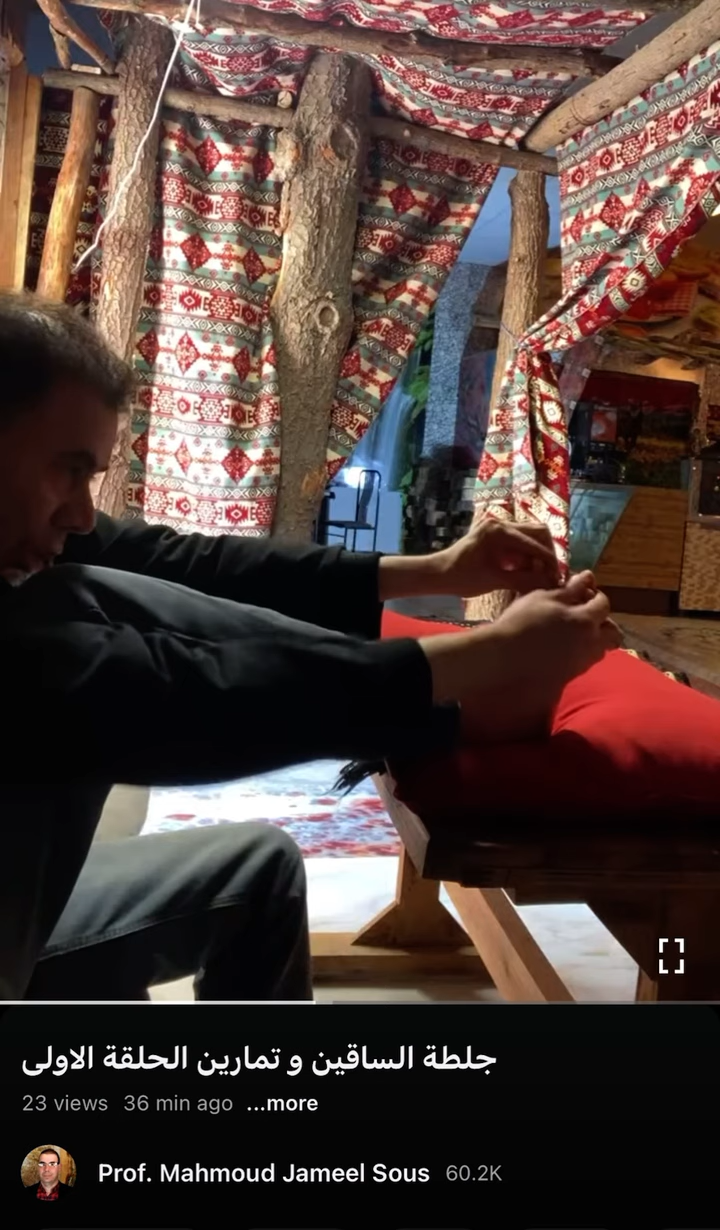 جلطة الساقين و تمارين الحلقة الاولى
23 views 36 min ago ...more
Prof. Mahmoud Jameel Sous 60.2K